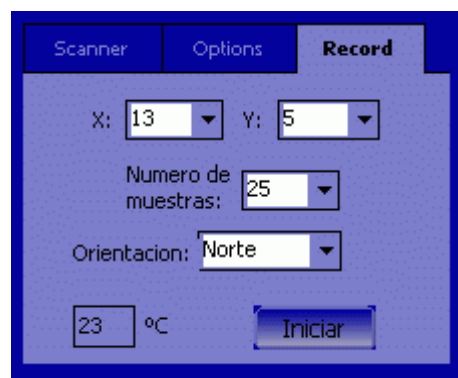 Scanner Options Record
X: 13 Y: 5
Numero de
muestras: 25
Orientacion: Norte
23 ºC Iniciar